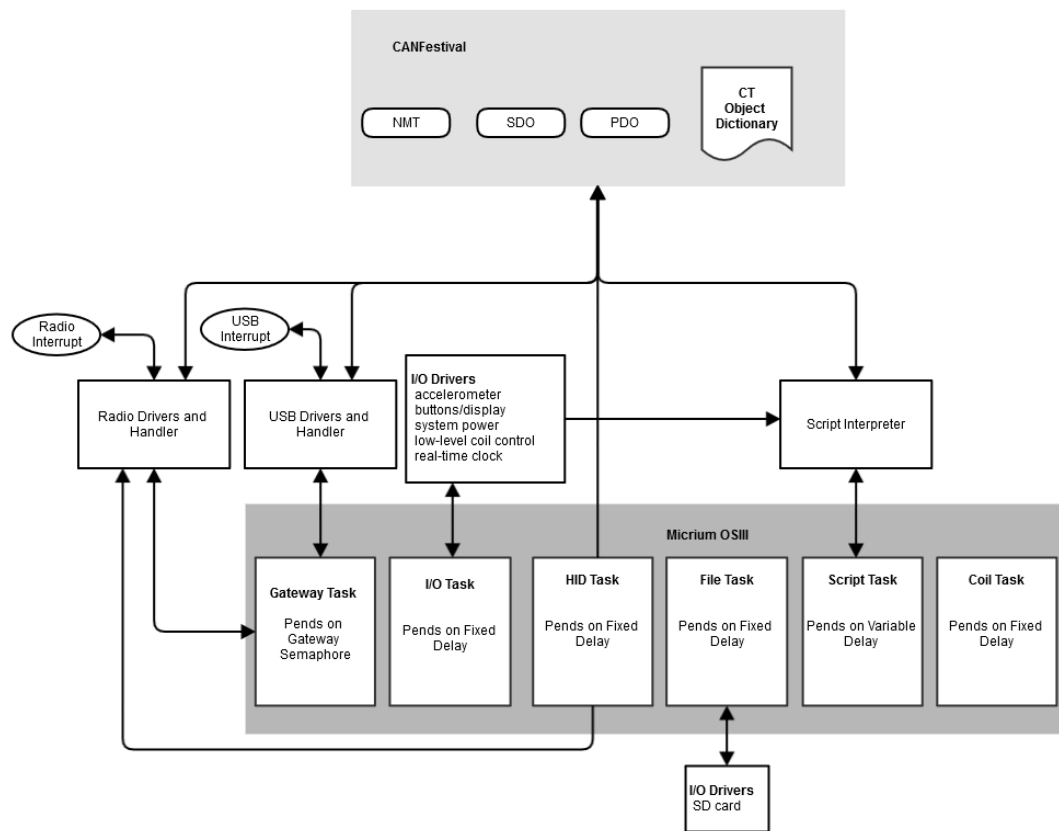 CANFestival
NMT
SDO
PDO
CT
Object
Dictionary
Radio
Interrupt
USB
Interrupt
Radio Drivers and
Handler
USB Drivers and
Handler
I/O Drivers
accelerometer
buttons/display
system power
low-level coil control
real-time clock
Script Interpreter
Micrium OSIII
Gateway Task
Pends on
Gateway
Semaphore
I/O Task
Pends on Fixed
Delay
HID Task
Pends on Fixed
Delay
File Task
Pends on Fixed
Delay
Script Task
Pends on Variable
Delay
Coil Task
Pends on Fixed
Delay
I/O Drivers
SD card